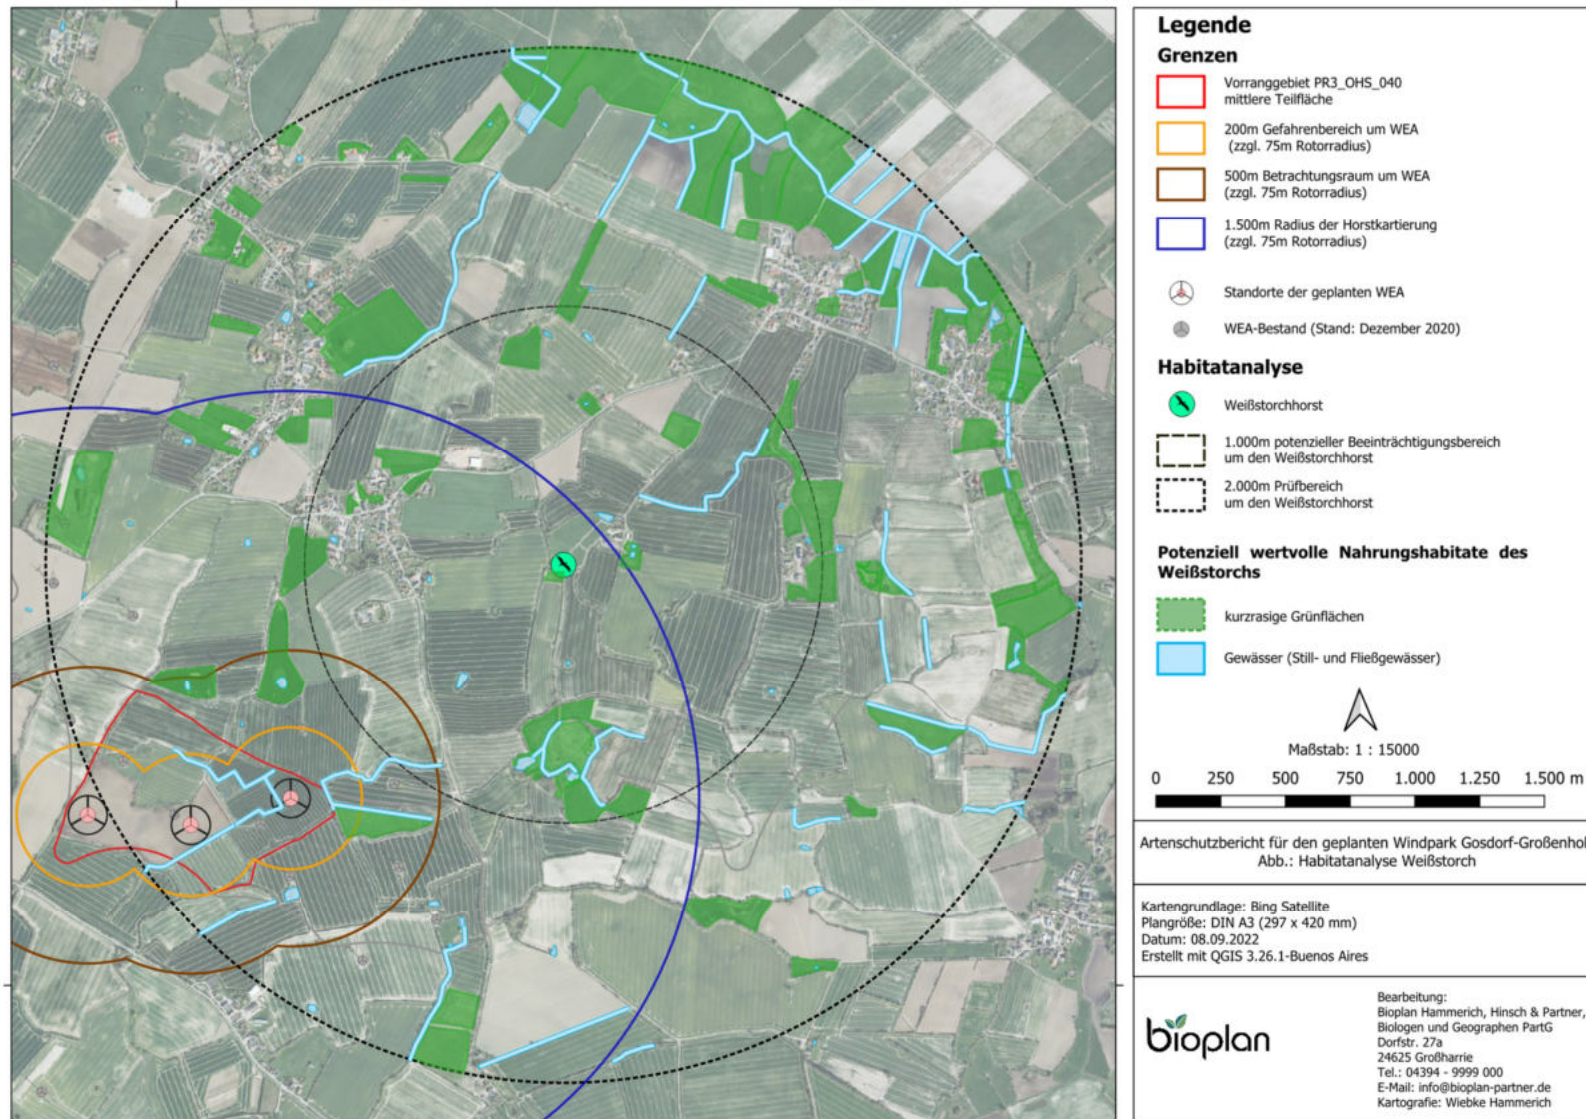 Legende
Grenzen
Vorranggebiet PR3_OHS_040
mittlere Teilfläche
200m Gefahrenbereich um WEA
(zzgl. 75m Rotorradius)
500m Betrachtungsraum um WEA
(zzgl. 75m Rotorradius)
1.500m Radius der Horstkartierung
(zzgl. 75m Rotorradius)
Standorte der geplanten WEA
WEA-Bestand (Stand: Dezember 2020)
Habitatanalyse
Weißstorchhorst
1.000m potenzieller Beeinträchtigungsbereich
um den Weißstorchhorst
2.000m Prüfbereich
um den Weißstorchhorst
Potenziell wertvolle Nahrungshabitate des
Weißstorchs
kurzrasige Grünflächen
Gewässer (Still- und Fließgewässer)
Maßstab: 1 : 15000
0 250 500 750 1.000 1.250 1.500 m
Artenschutzbericht für den geplanten Windpark Gosdorf-Großenhol
Abb.: Habitatanalyse Weißstorch
Kartengrundlage: Bing Satellite
Plangröße: DIN A3 (297 x 420 mm)
Datum: 08.09.2022
Erstellt mit QGIS 3.26.1-Buenos Aires
bioplan
Bearbeitung:
Bioplan Hammerich, Hinsch & Partner,
Biologen und Geographen PartG
Dorfstr. 27a
24625 Großharrie
Tel.: 04394 - 9999 000
E-Mail: info@bioplan-partner.de
Kartografie: Wiebke Hammerich